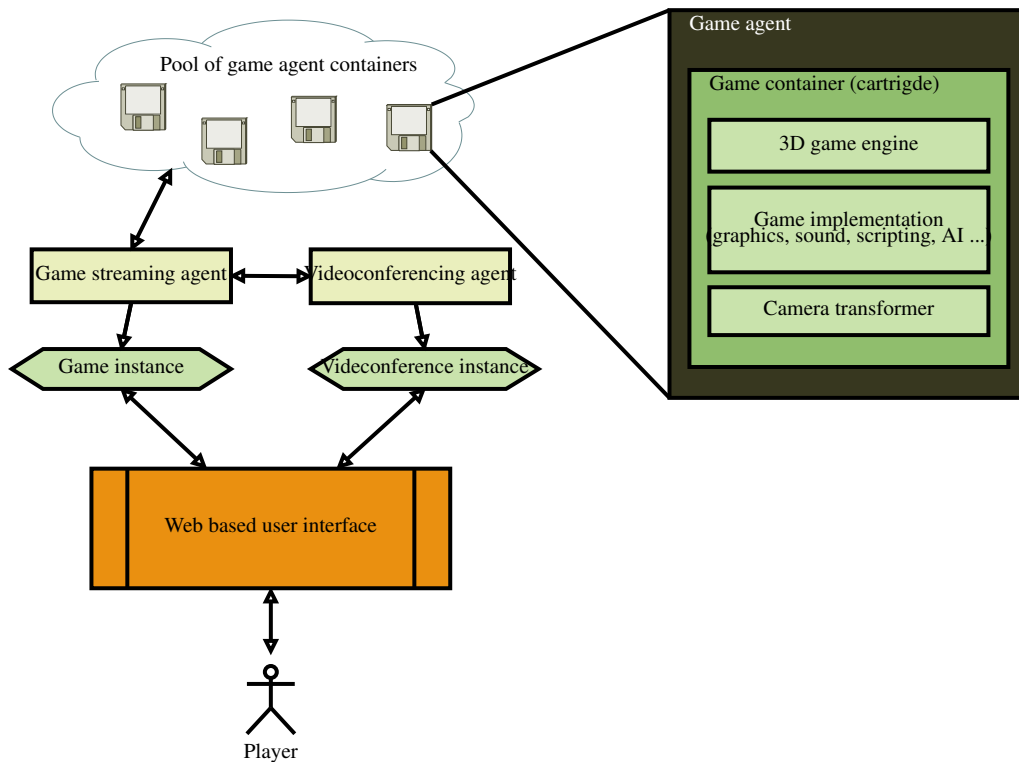 Pool of game agent containers
Game agent
Game container (cartrigde)
3D game engine
Game implementation
(graphics, sound, scripting, AI ...)
Camera transformer
Game streaming agent
Videoconferencing agent
Game instance
Videconference instance
Web based user interface
Player